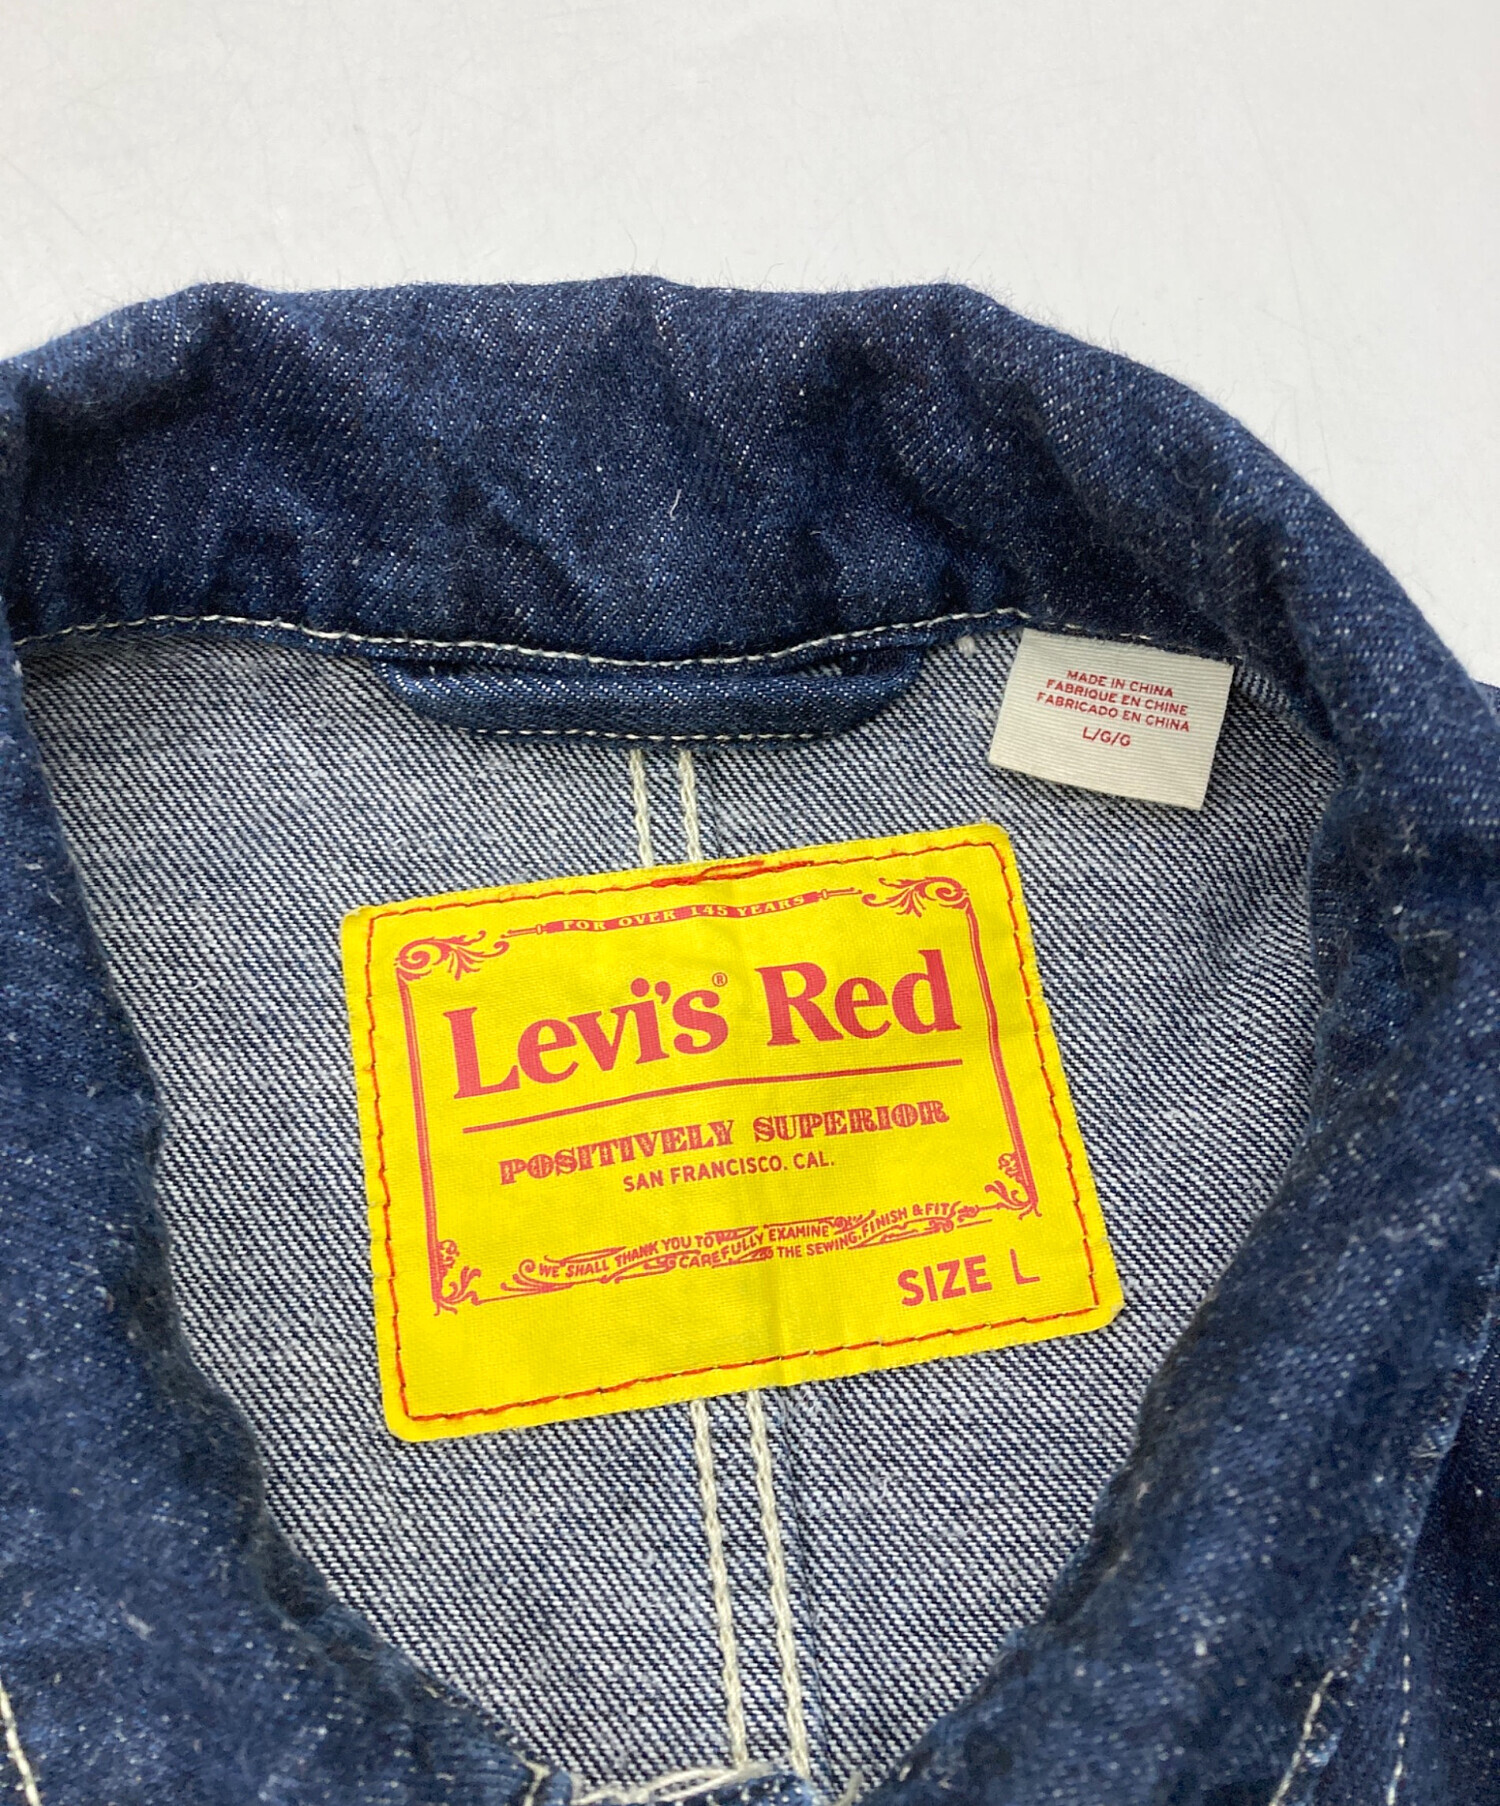 MADE IN CHINA
FABRIQUE EN CHINE
FABRICADO EN CHINA
L/G/G
FOR OVER 145 YEARS
Levi's® Red
POSITIVELY SUPERIOR
SAN FRANCISCO. CAL.
WE SHALL THANK YOU TO CAREFULLY EXAMINE THE SEWING, FINISH & FIT
SIZE L